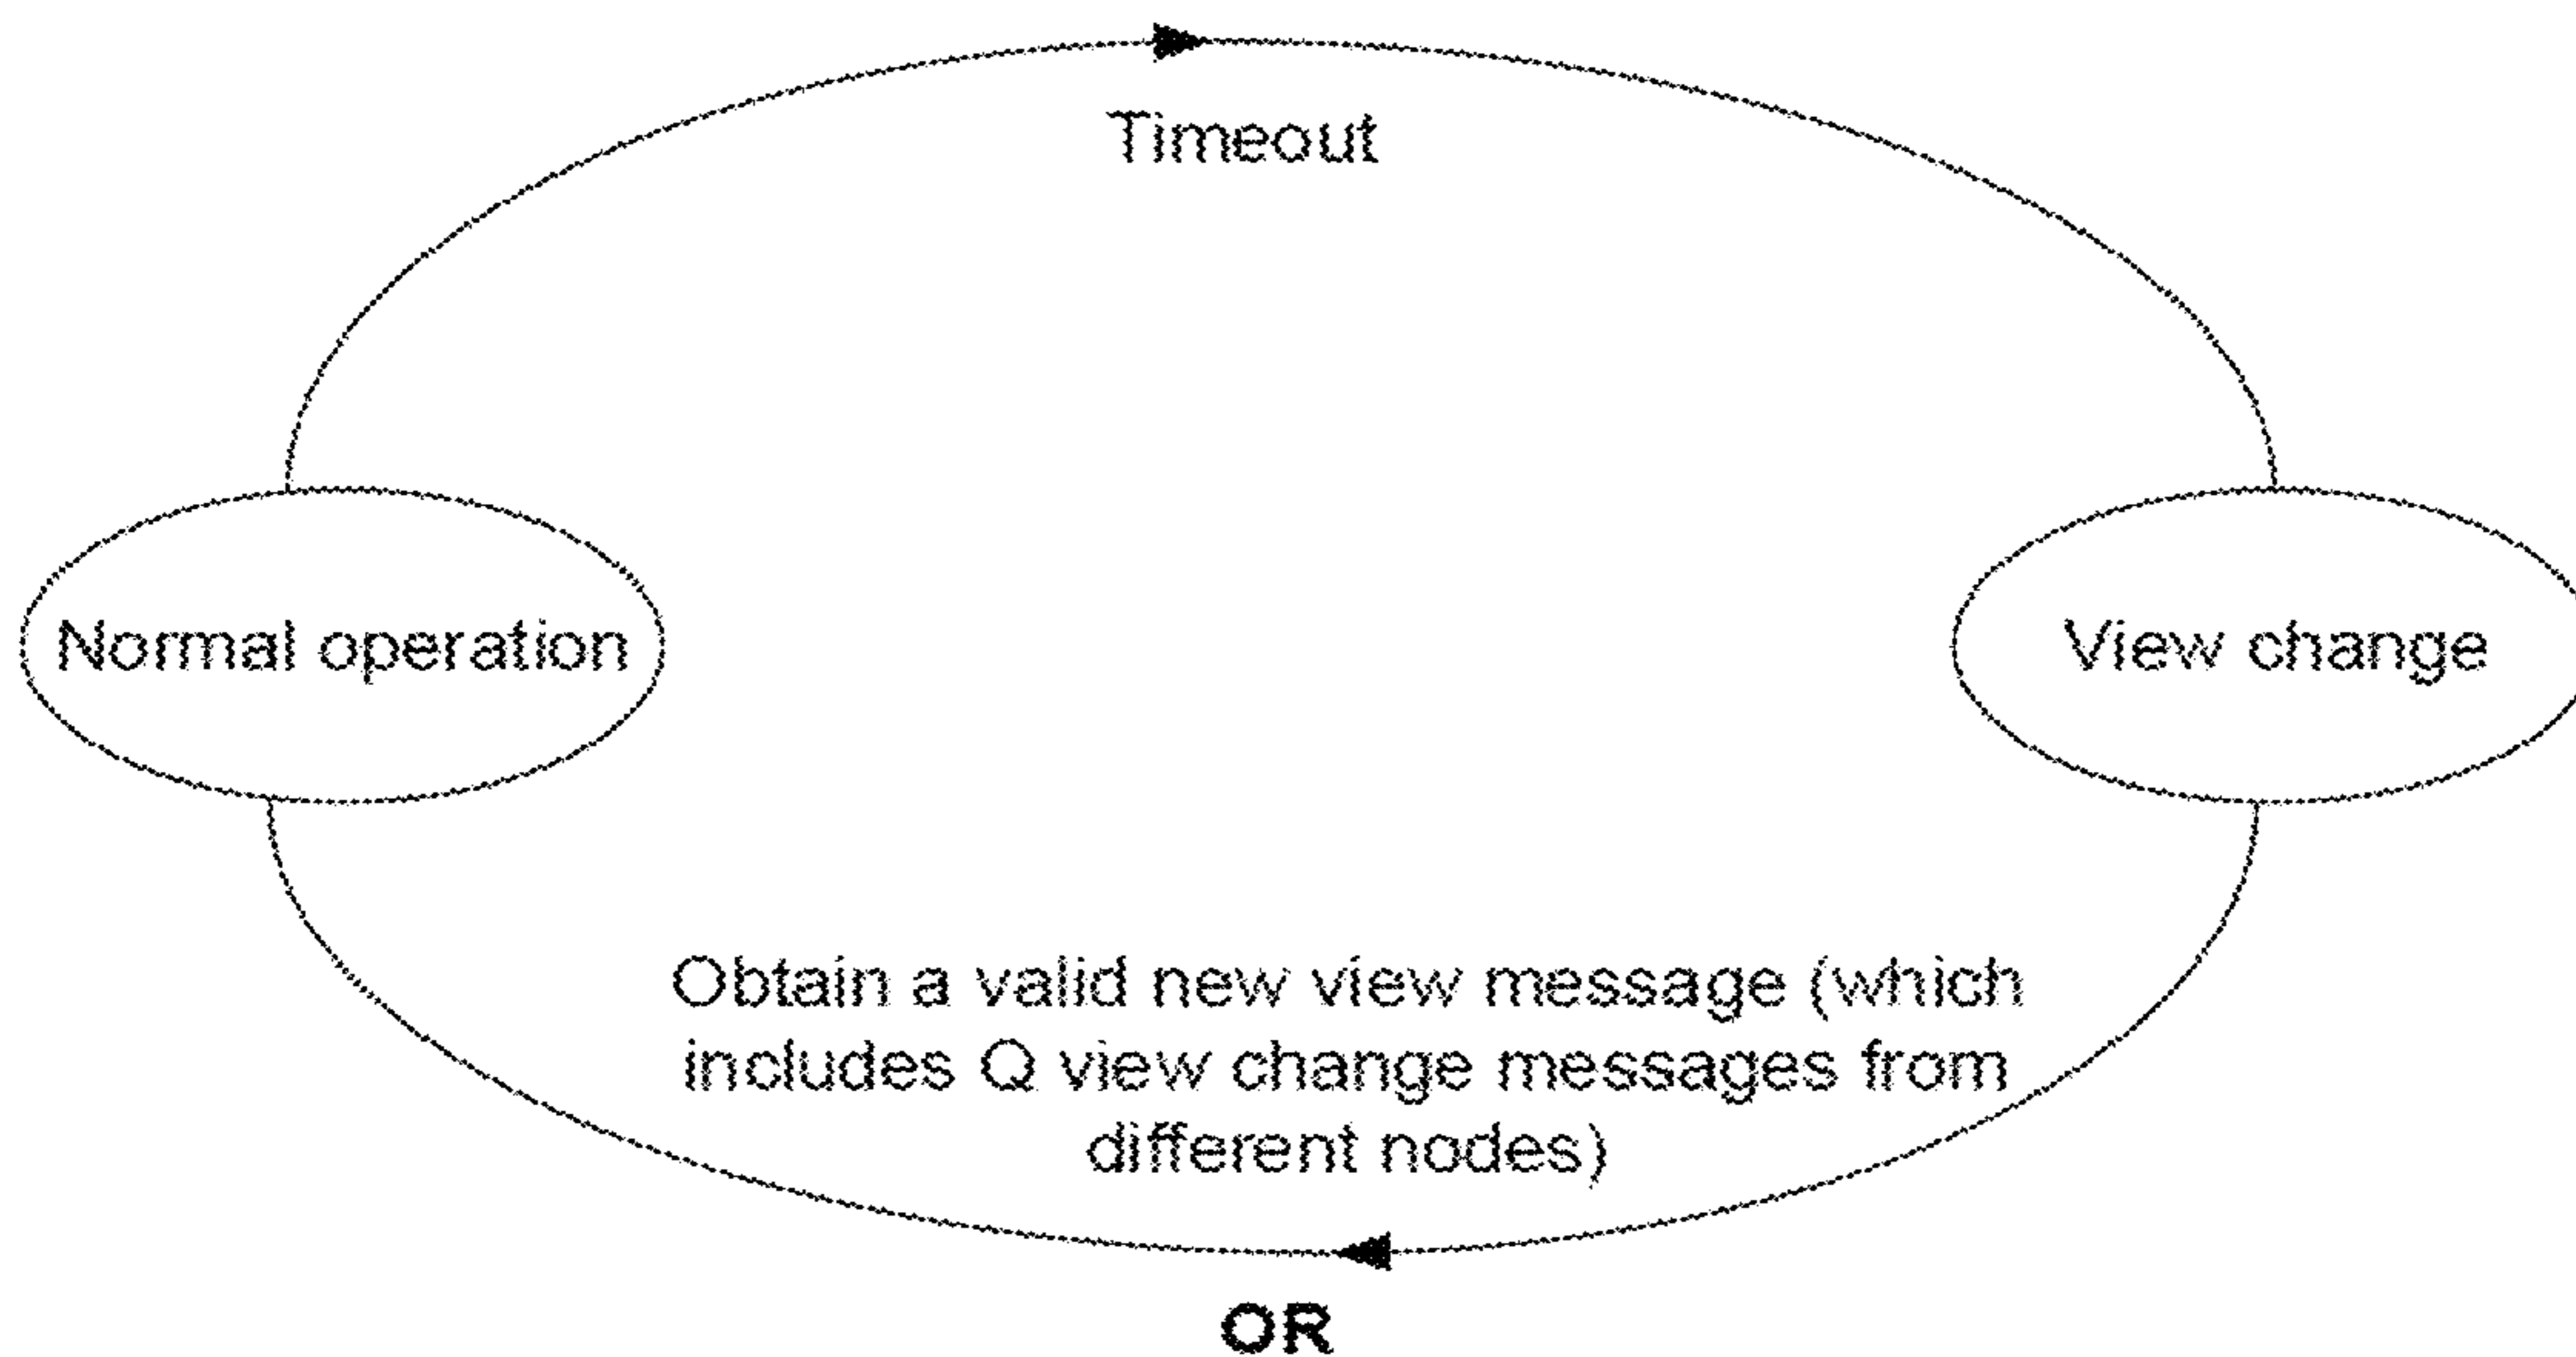 Timeout
Normal operation
View change
Obtain a valid new view message (which
includes Q view change messages from
different nodes)
OR